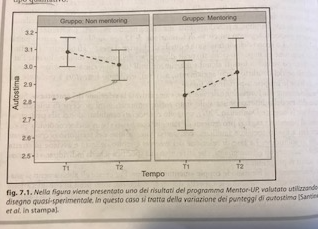 tipo qualitativo.
Gruppo: Non mentoring
Gruppo: Mentoring
Autostima
3.2
3.1
3.0
2.9
2.8
2.7
2.6
2.5
T1
T2
T1
T2
Tempo
fig. 7.1. Nella figura viene presentato uno dei risultati del programma Mentor-UP, valutato utilizzando
disegno quasi-sperimentale. In questo caso si tratta della variazione dei punteggi di autostima [Santine
et al. in stampa].